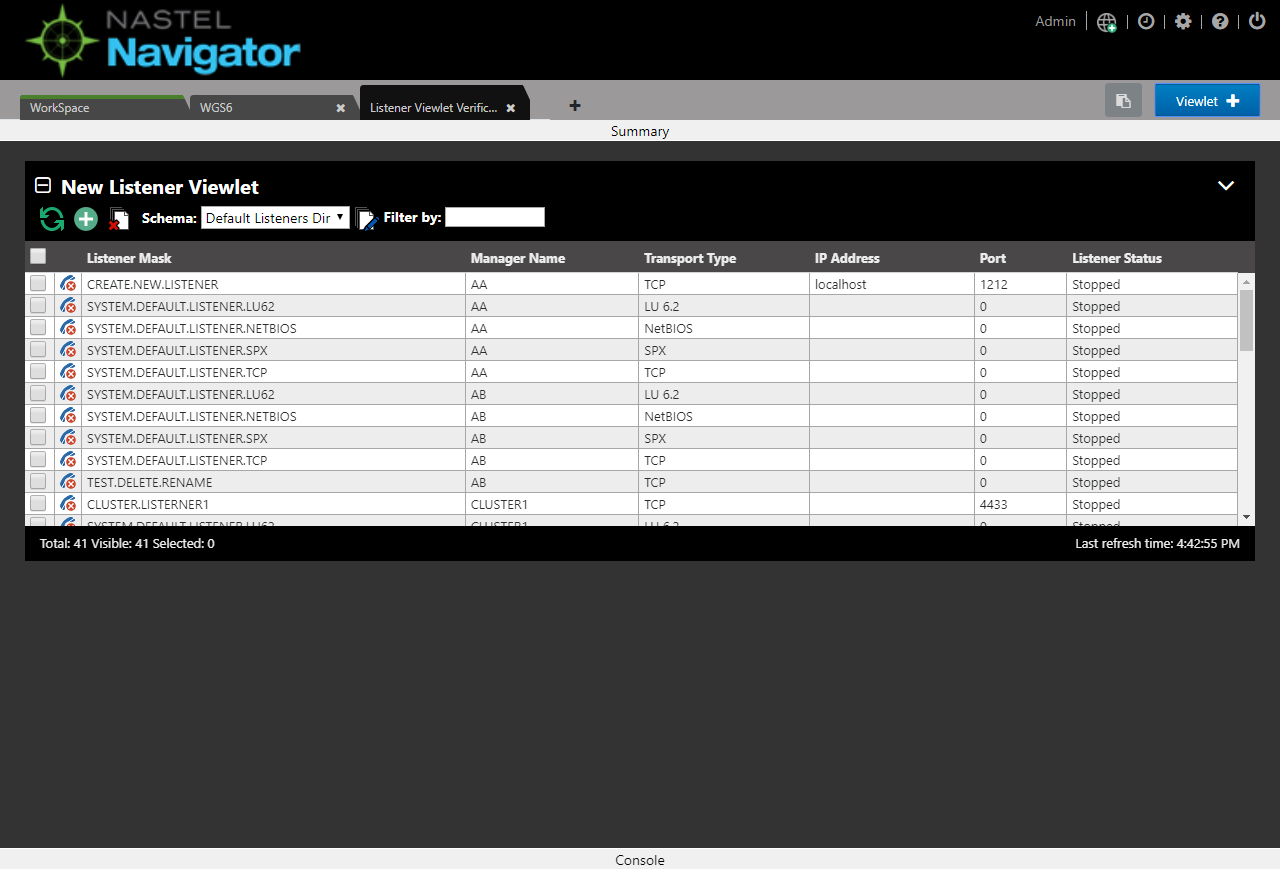 NASTEL
Navigator
Admin
WorkSpace
WGS6
Listener Viewlet Verific...
Viewlet
Summary
New Listener Viewlet
Schema: Default Listeners Dir Filter by:
Listener Mask Manager Name Transport Type IP Address Port Listener Status
CREATE.NEW.LISTENER AA TCP localhost 1212 Stopped
SYSTEM.DEFAULT.LISTENER.LU62 AA LU 6.2 0 Stopped
SYSTEM.DEFAULT.LISTENER.NETBIOS AA NetBIOS 0 Stopped
SYSTEM.DEFAULT.LISTENER.SPX AA SPX 0 Stopped
SYSTEM.DEFAULT.LISTENER.TCP AA TCP 0 Stopped
SYSTEM.DEFAULT.LISTENER.LU62 AB LU 6.2 0 Stopped
SYSTEM.DEFAULT.LISTENER.NETBIOS AB NetBIOS 0 Stopped
SYSTEM.DEFAULT.LISTENER.SPX AB SPX 0 Stopped
SYSTEM.DEFAULT.LISTENER.TCP AB TCP 0 Stopped
TEST.DELETE.RENAME AB TCP 0 Stopped
CLUSTER.LISTERNER1 CLUSTER1 TCP 4433 Stopped
SYSTEM.DEFAULT.LISTENER.LU62 CLUSTER1 LU 6.2 0 Stopped
Total: 41 Visible: 41 Selected: 0
Last refresh time: 4:42:55 PM
Console